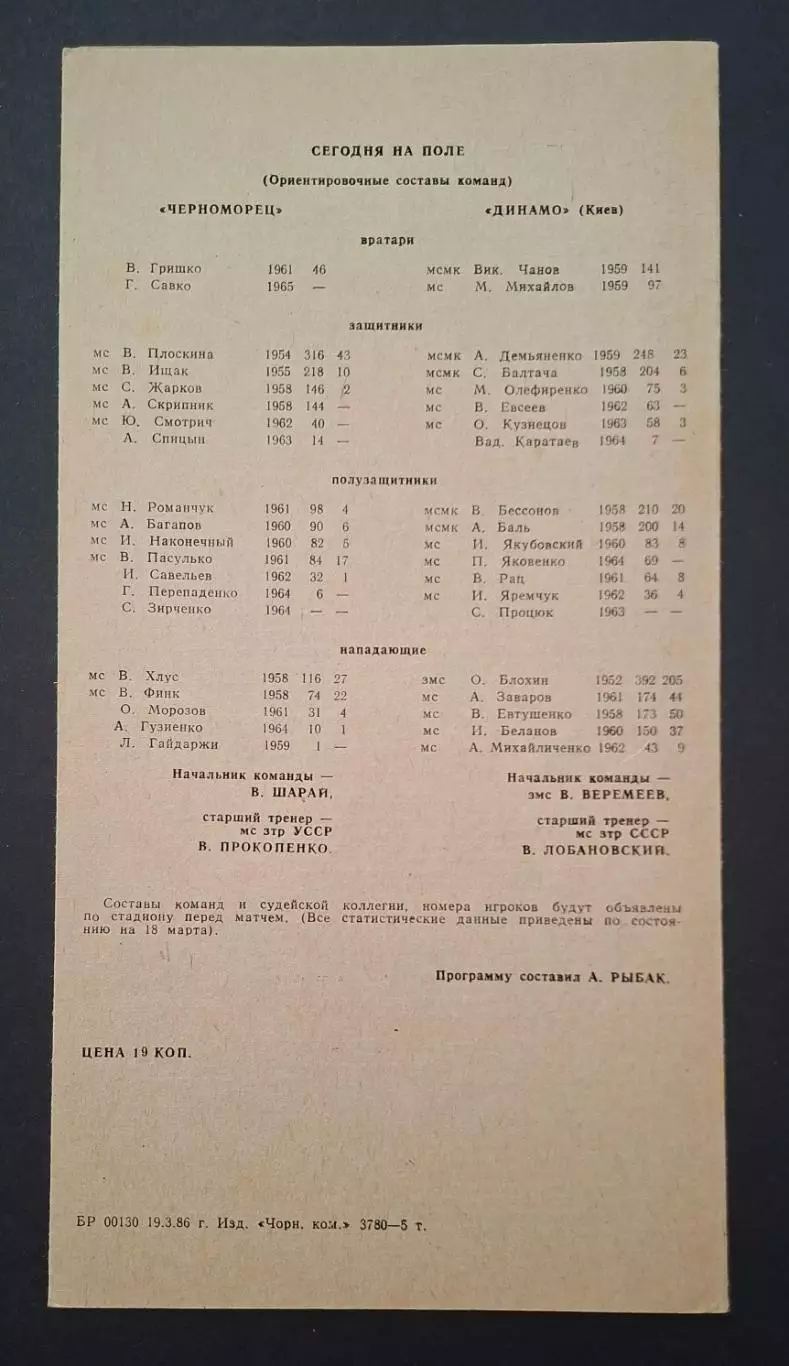 СЕГОДНЯ НА ПОЛЕ
(Ориентировочные составы команд)
«ЧЕРНОМОРЕЦ» «ДИНАМО» (Киев)
вратари
В. Гришко 1961 46 мсмк Вик. Чанов 1959 141
Г. Савко 1965 — мс М. Михайлов 1959 97
защитники
мс В. Плоскина 1954 316 43 мсмк А. Демьяненко 1959 248 23
мс В. Ищак 1955 218 10 мсмк С. Балтача 1958 204 6
мс С. Жарков 1958 146 2 мс М. Олефиренко 1960 75 3
мс А. Скрипник 1958 144 — мс В. Евсеев 1962 63 —
мс Ю. Смотрич 1962 40 — мс О. Кузнецов 1963 58 3
А. Спицын 1963 14 — Вад. Каратаев 1964 7 —
полузащитники
мс Н. Романчук 1961 98 4 мсмк В. Бессонов 1958 210 20
мс А. Багапов 1960 90 6 мсмк А. Баль 1958 200 14
мс И. Наконечный 1960 82 5 мс И. Якубовский 1960 83 8
мс В. Пасулько 1961 84 17 мс П. Яковенко 1964 69 —
И. Савельев 1962 32 1 мс В. Рац 1961 64 8
Г. Перепаденко 1964 6 — мс И. Яремчук 1962 36 4
С. Зирченко 1964 — — С. Процюк 1963 — —
нападающие
мс В. Хлус 1958 116 27 змс О. Блохин 1952 392 205
мс В. Финк 1958 74 22 мс А. Заваров 1961 174 44
О. Морозов 1961 31 4 мс В. Евтушенко 1958 173 50
А. Гузиенко 1964 10 1 мс И. Беланов 1960 150 37
Л. Гайдаржи 1959 1 — мс А. Михайличенко 1962 43 9
Начальник команды — Начальник команды —
В. ШАРАЙ, змс В. ВЕРЕМЕЕВ,
старший тренер — старший тренер —
мс зтр УССР мс зтр СССР
В. ПРОКОПЕНКО. В. ЛОБАНОВСКИЙ.
Составы команд и судейской коллегии, номера игроков будут объявлены
по стадиону перед матчем. (Все статистические данные приведены по состоя-
нию на 18 марта).
Программу составил А. РЫБАК.
ЦЕНА 19 КОП.
БР 00130 19.3.86 г. Изд. «Чорн. ком.» 3780—5 т.